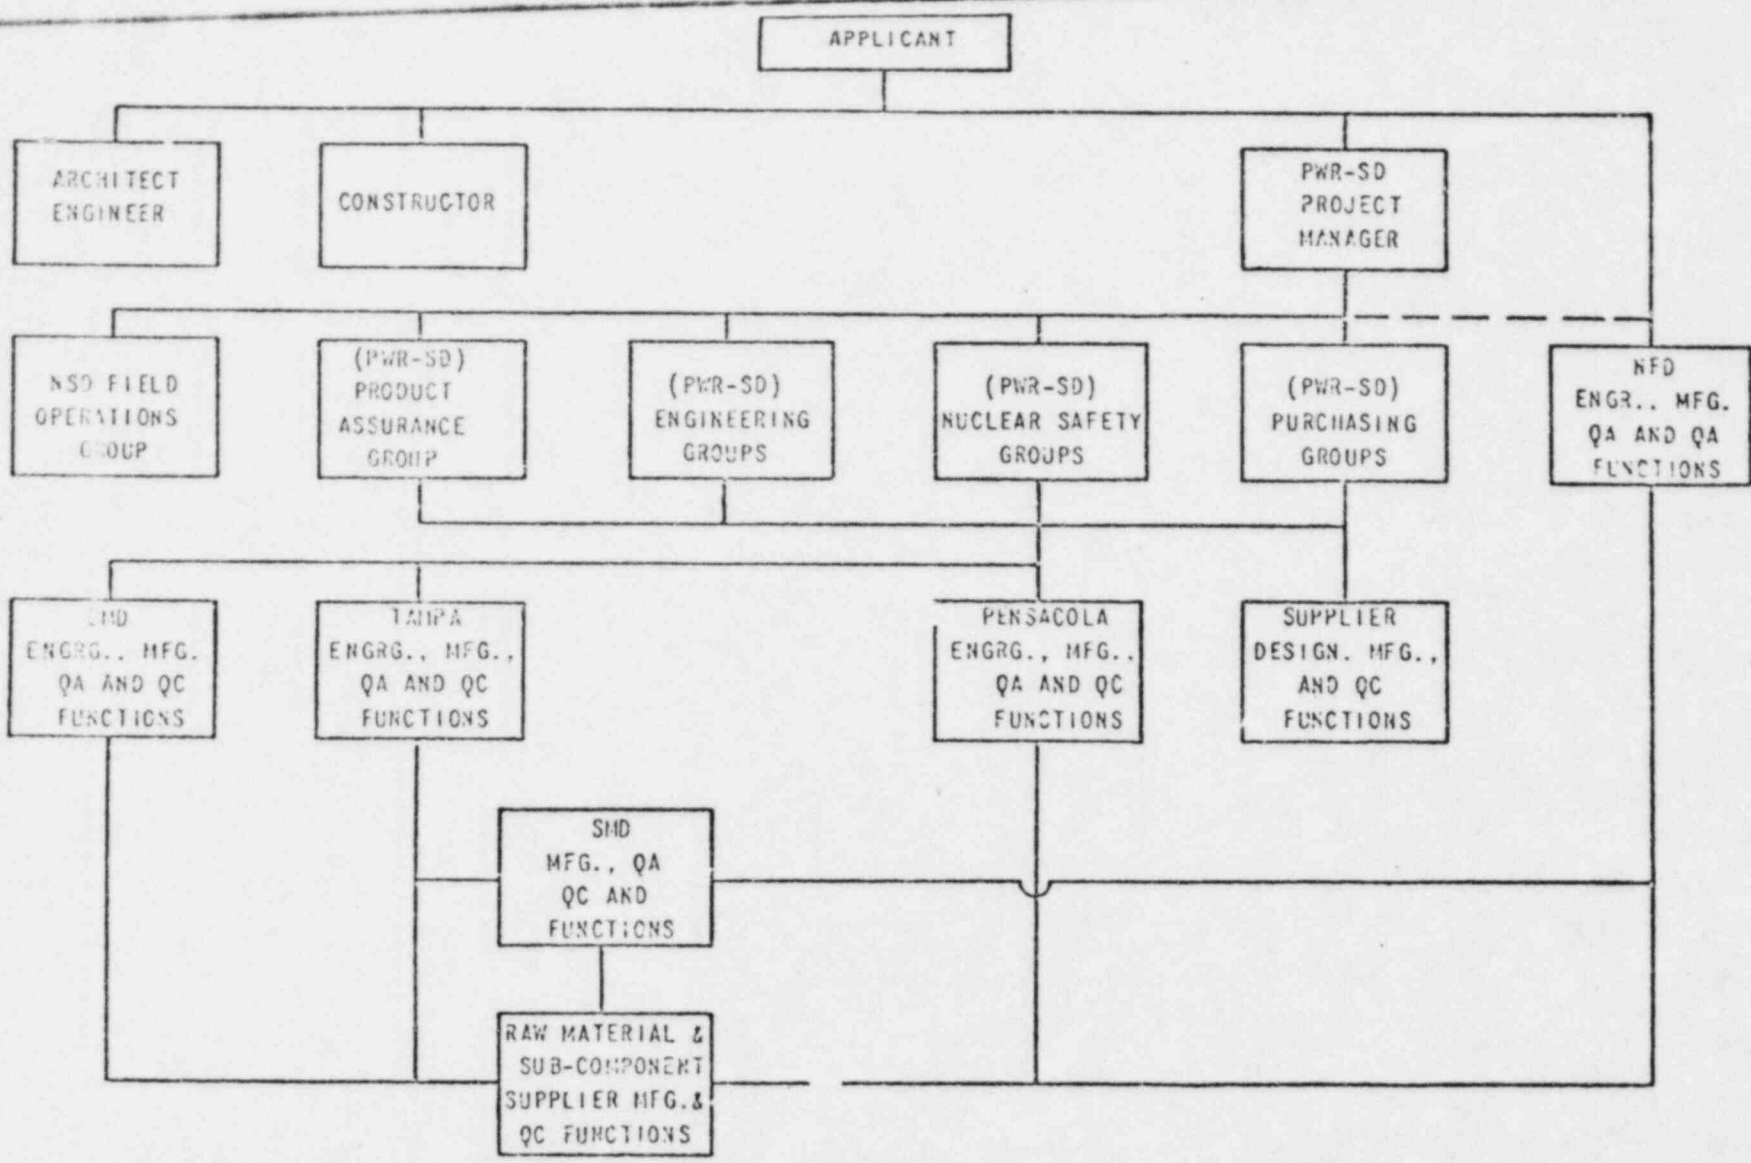 APPLICANT
ARCHITECT
ENGINEER
CONSTRUCTOR
PWR-SD
PROJECT
MANAGER
NSD FIELD
OPERATIONS
GROUP
(PWR-SD)
PRODUCT
ASSURANCE
GROUP
(PWR-SD)
ENGINEERING
GROUPS
(PWR-SD)
NUCLEAR SAFETY
GROUPS
(PWR-SD)
PURCHASING
GROUPS
NFD
ENGR., MFG.
QA AND QA
FUNCTIONS
EMD
ENGRG., MFG.
QA AND QC
FUNCTIONS
TAMPA
ENGRG., MFG.,
QA AND QC
FUNCTIONS
PENSACOLA
ENGRG., MFG.,
QA AND QC
FUNCTIONS
SUPPLIER
DESIGN. MFG.,
AND QC
FUNCTIONS
SMD
MFG., QA
QC AND
FUNCTIONS
RAW MATERIAL &
SUB-COMPONENT
SUPPLIER MFG.&
QC FUNCTIONS